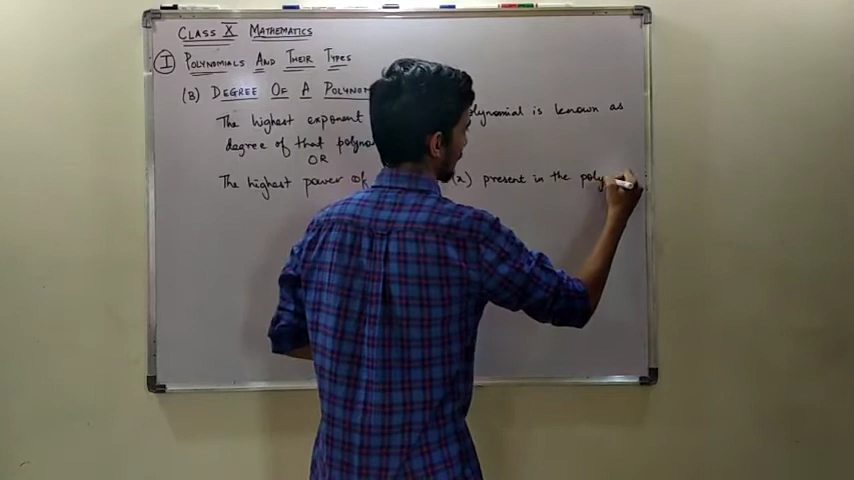 CLASS X MATHEMATICS
I POLYNOMIALS AND THEIR TYPES
(B) DEGREE OF A POLYNOM
The highest exponent olynomial is known as
degree of that polyno
OR
The highest power of (x) present in the poly